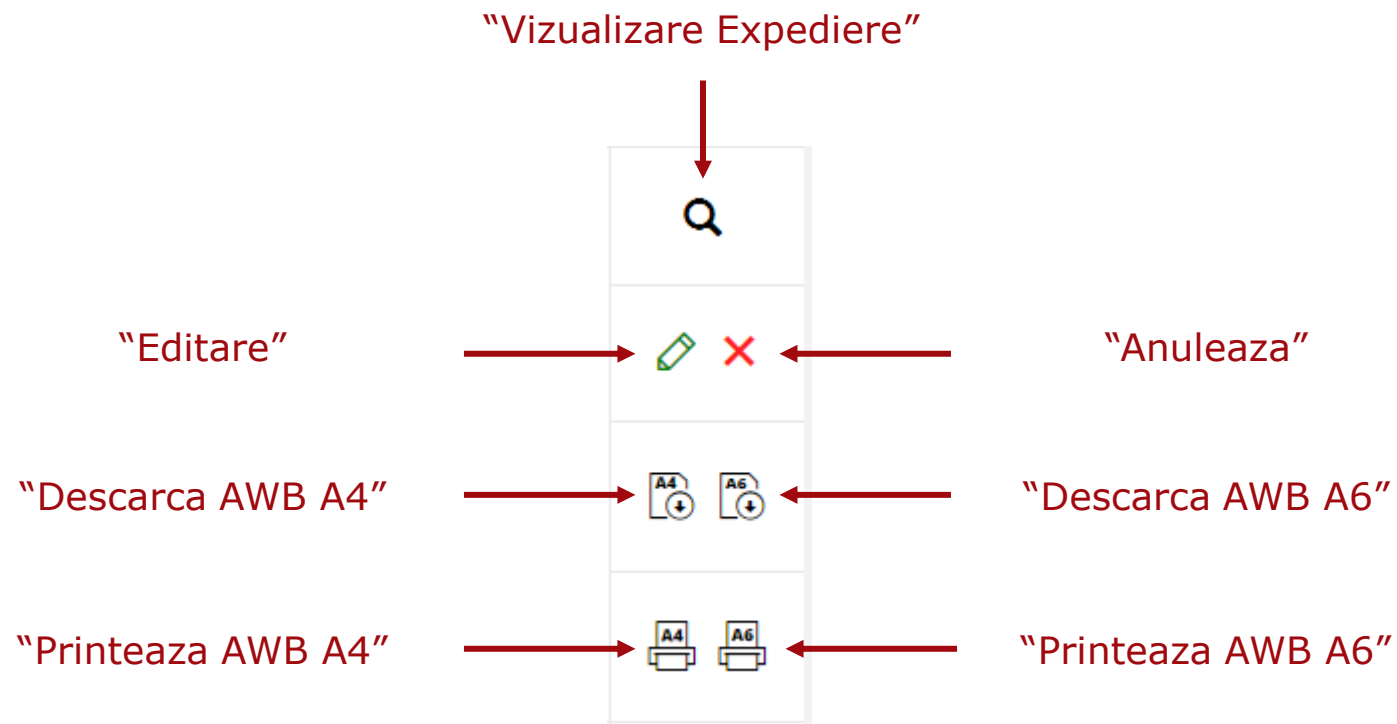 “Vizualizare Expediere”
“Editare”
“Anuleaza”
“Descarca AWB A4”
A4
A6
“Descarca AWB A6”
“Printeaza AWB A4”
A4
A6
“Printeaza AWB A6”